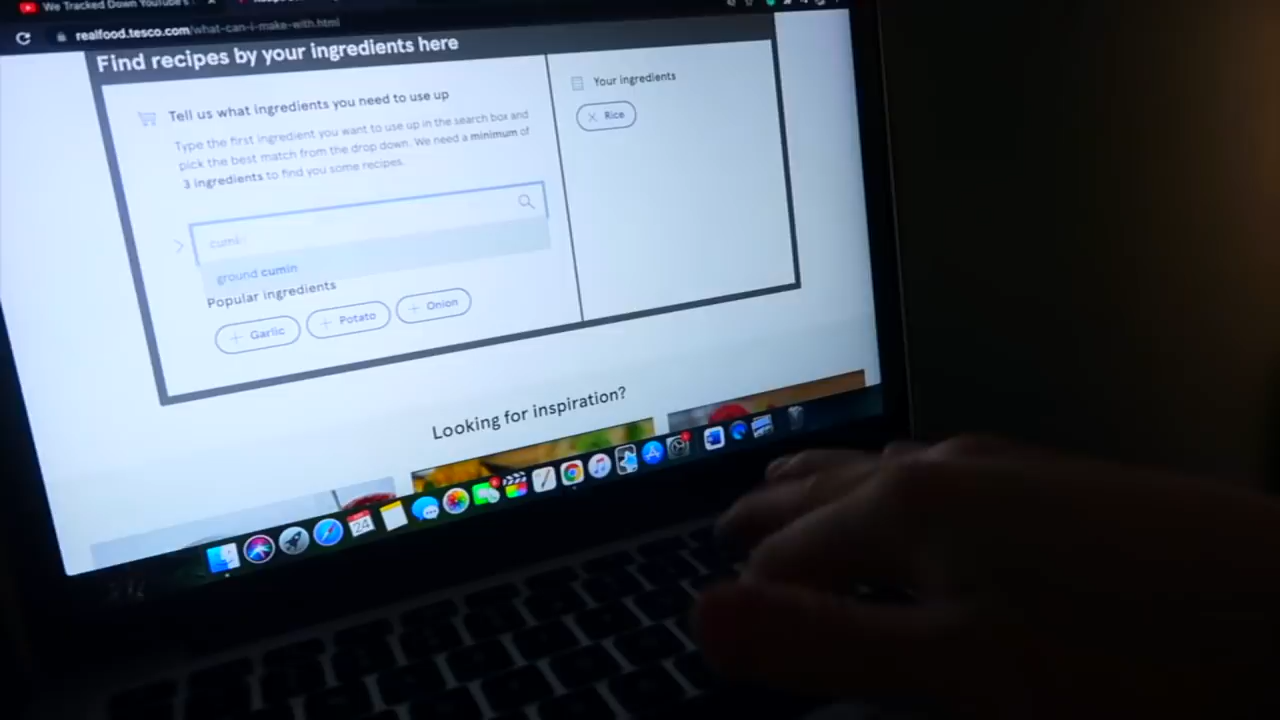 We Tracked Down YouTube's
realfood.tesco.com/what-can-i-make-with.html
Find recipes by your ingredients here
Tell us what ingredients you need to use up
Type the first ingredient you want to use up in the search box and
pick the best match from the drop down. We need a minimum of
3 ingredients to find you some recipes.
cumin
ground cumin
Popular ingredients
+ Garlic
+ Potato
+ Onion
Your ingredients
× Rice
Looking for inspiration?
24